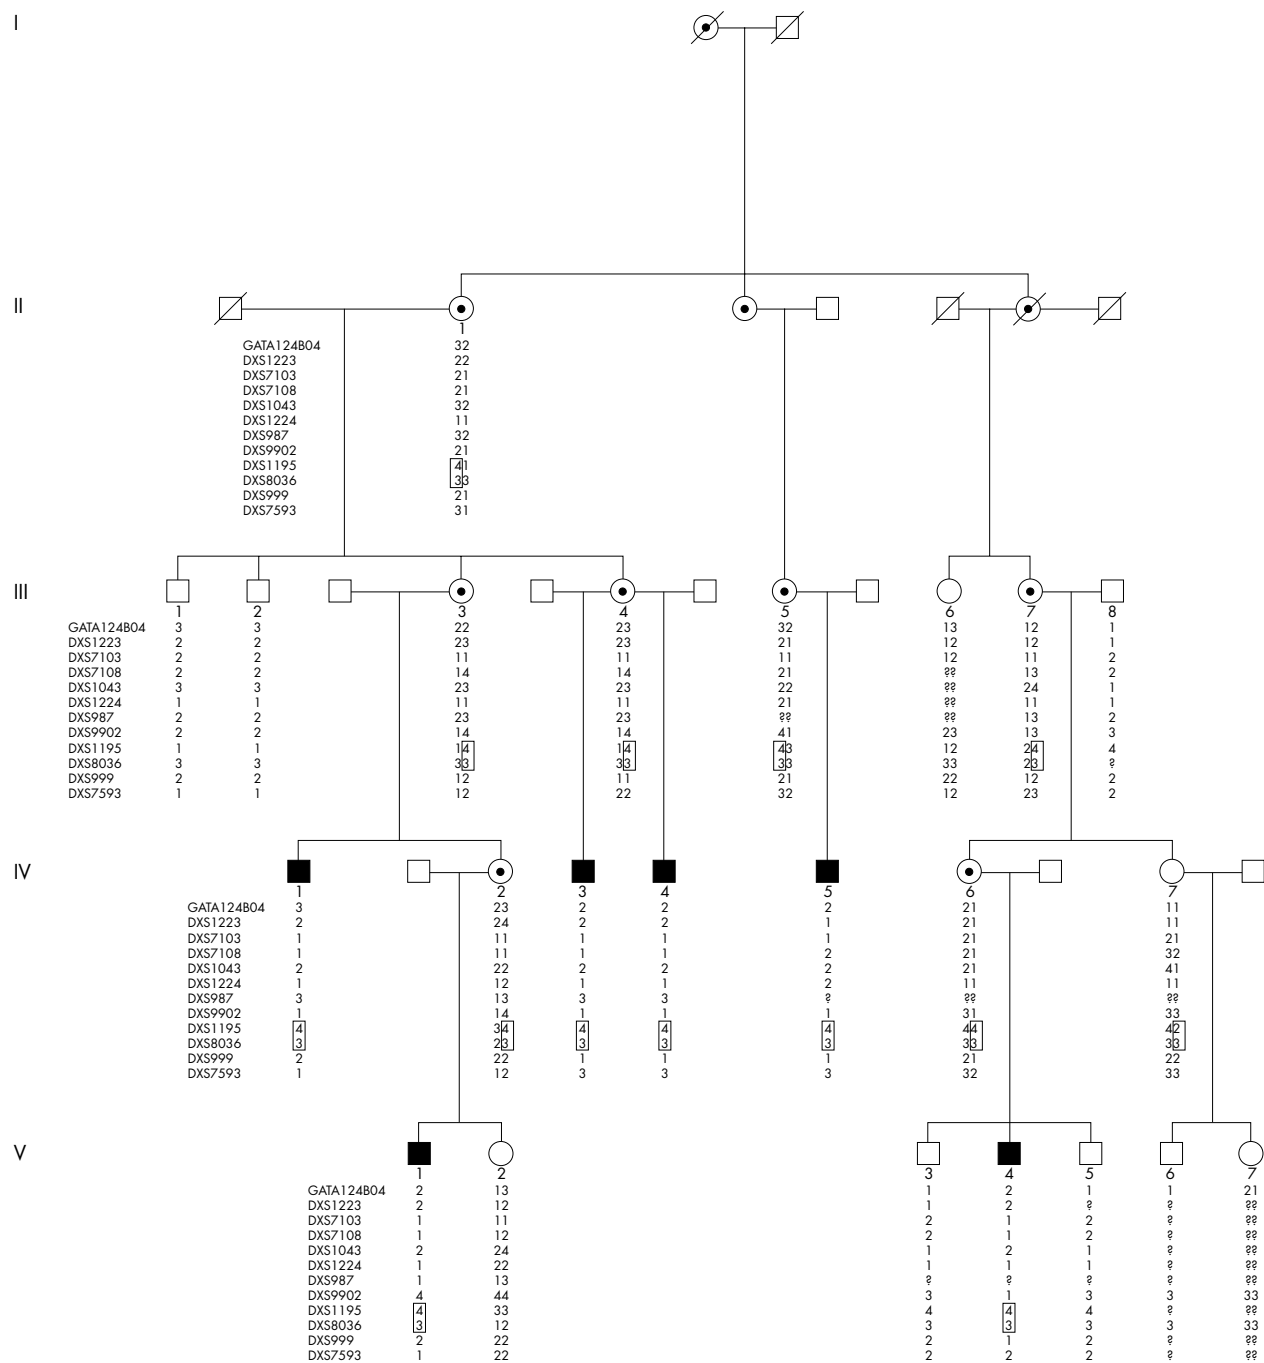 I
II
1
GATA124B04 32
DXS1223 22
DXS7103 21
DXS7108 21
DXS1043 32
DXS1224 11
DXS987 32
DXS9902 21
DXS1195 41
DXS8036 33
DXS999 21
DXS7593 31
III
1 2 3 4 5 6 7 8
GATA124B04 3 3 22 23 32 13 12 1
DXS1223 2 2 23 23 21 12 12 1
DXS7103 2 2 11 11 11 12 11 2
DXS7108 2 2 14 14 21 ?? 13 2
DXS1043 3 3 23 23 22 ?? 24 1
DXS1224 1 1 11 11 21 ?? 11 1
DXS987 2 2 23 23 ?? ?? 13 2
DXS9902 2 2 14 14 41 23 13 3
DXS1195 1 1 14 14 43 12 24 4
DXS8036 3 3 33 33 33 33 23 ?
DXS999 2 2 12 11 21 22 12 2
DXS7593 1 1 12 22 32 12 23 2
IV
1 2 3 4 5 6 7
GATA124B04 3 23 2 2 2 21 11
DXS1223 2 24 2 2 1 21 11
DXS7103 1 11 1 1 1 21 21
DXS7108 1 11 1 1 2 21 32
DXS1043 2 22 2 2 2 21 41
DXS1224 1 12 1 1 2 11 11
DXS987 3 13 3 3 ? ?? ??
DXS9902 1 14 1 1 1 31 33
DXS1195 4 34 4 4 4 44 42
DXS8036 3 23 3 3 3 33 33
DXS999 2 22 1 1 1 21 22
DXS7593 1 12 3 3 3 32 33
V
1 2 3 4 5 6 7
GATA124B04 2 13 1 2 1 1 21
DXS1223 2 12 1 2 ? ? ??
DXS7103 1 11 2 1 2 ? ??
DXS7108 1 12 2 1 2 ? ??
DXS1043 2 24 1 2 1 ? ??
DXS1224 1 22 1 1 1 ? ??
DXS987 1 13 ? ? ? ? ??
DXS9902 4 44 3 1 3 3 33
DXS1195 4 33 4 4 4 ? ??
DXS8036 3 12 3 3 3 3 33
DXS999 2 22 2 1 2 ? ??
DXS7593 1 22 2 2 2 ? ??